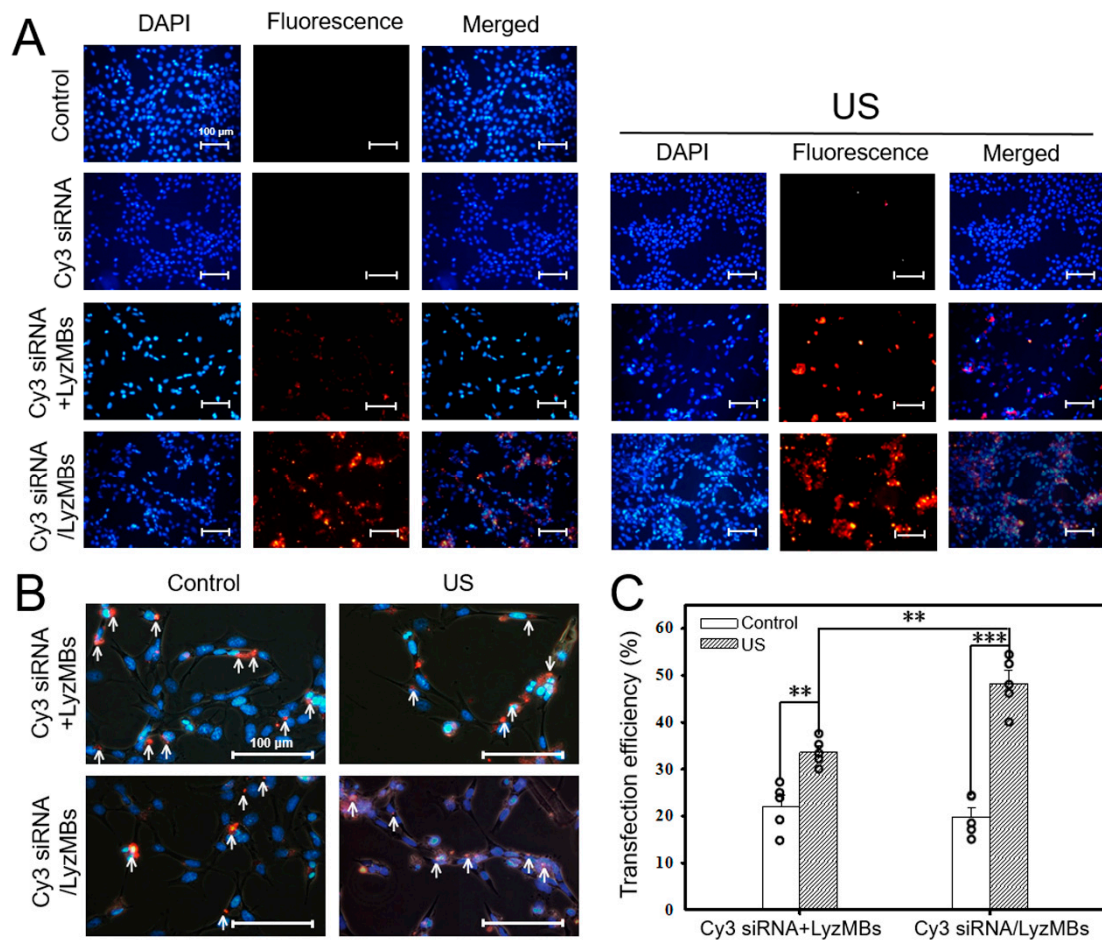 A
DAPI
Fluorescence
Merged
Control
100 μm
US
DAPI
Fluorescence
Merged
Cy3 siRNA
Cy3 siRNA
+LyzMBs
Cy3 siRNA
/LyzMBs
B
Control
US
Cy3 siRNA
+LyzMBs
100 μm
Cy3 siRNA
/LyzMBs
C
Transfection efficiency (%)
60
50
40
30
20
10
0
Control
US
**
**
***
Cy3 siRNA+LyzMBs
Cy3 siRNA/LyzMBs